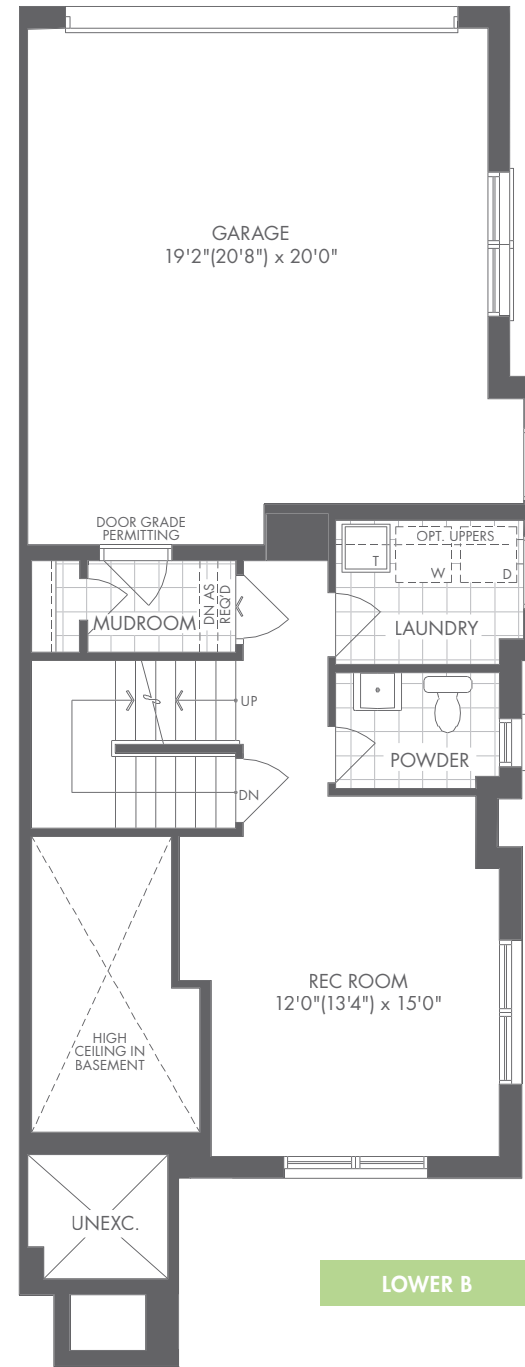 GARAGE
19'2"(20'8") x 20'0"
DOOR GRADE
PERMITTING
OPT. UPPERS
T
W
D
MUDROOM
DN AS
REQ'D
LAUNDRY
UP
POWDER
DN
REC ROOM
12'0"(13'4") x 15'0"
HIGH
CEILING IN
BASEMENT
UNEXC.
LOWER B